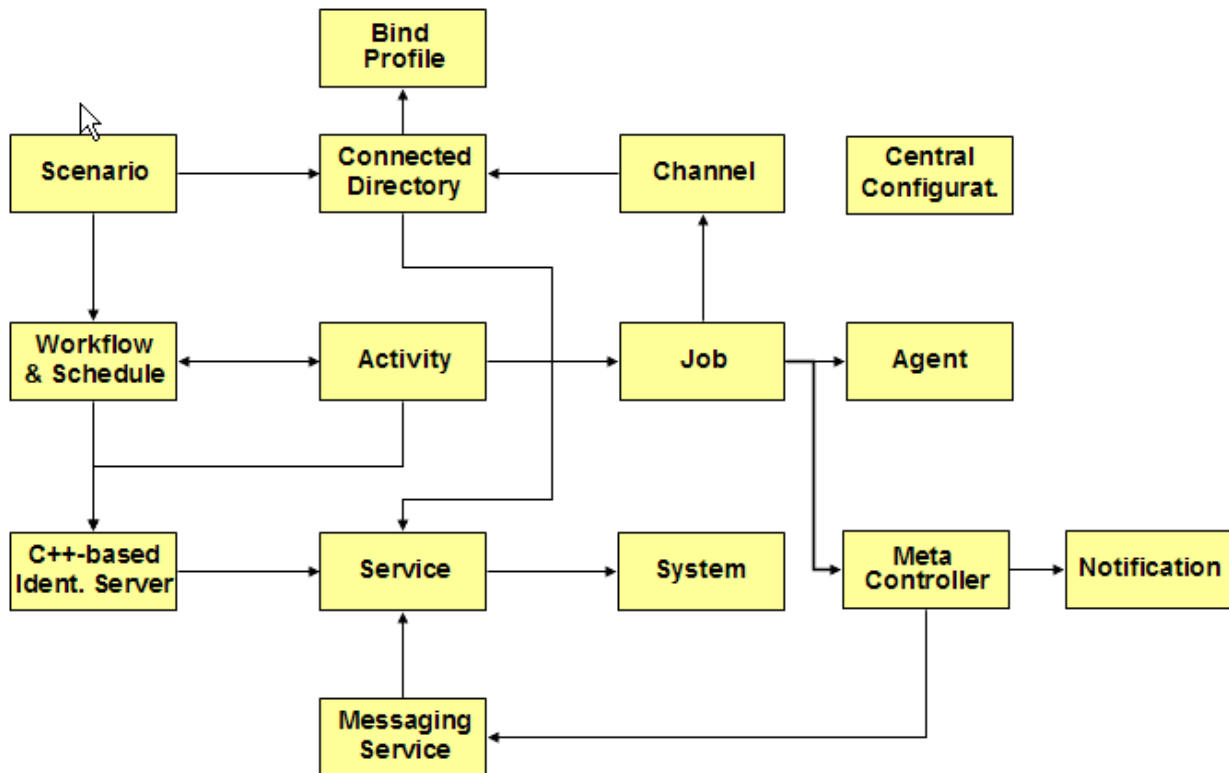 Bind
Profile
Scenario
Connected
Directory
Channel
Central
Configurat.
Workflow
& Schedule
Activity
Job
Agent
C++-based
Ident. Server
Service
System
Meta
Controller
Notification
Messaging
Service